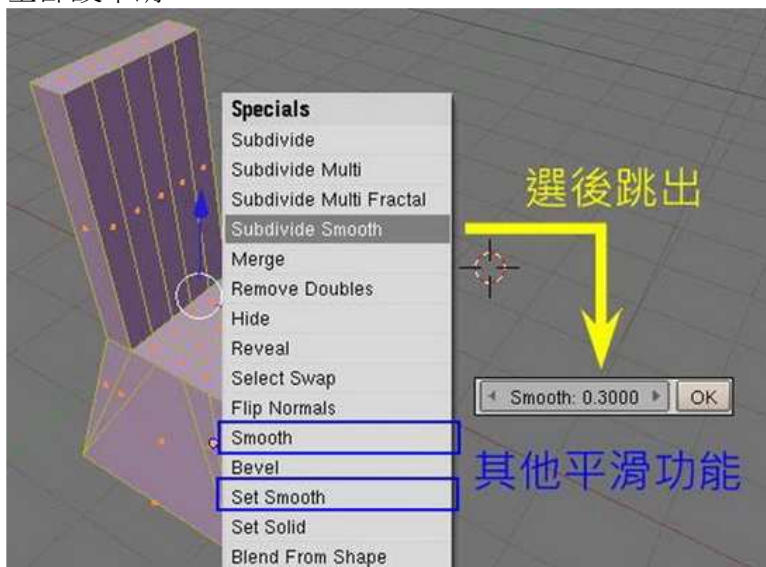 Specials
Subdivide
Subdivide Multi
Subdivide Multi Fractal
Subdivide Smooth
Merge
Remove Doubles
Hide
Reveal
Select Swap
Flip Normals
Smooth
Bevel
Set Smooth
Set Solid
Blend From Shape
選後跳出
Smooth: 0.3000
OK
其他平滑功能